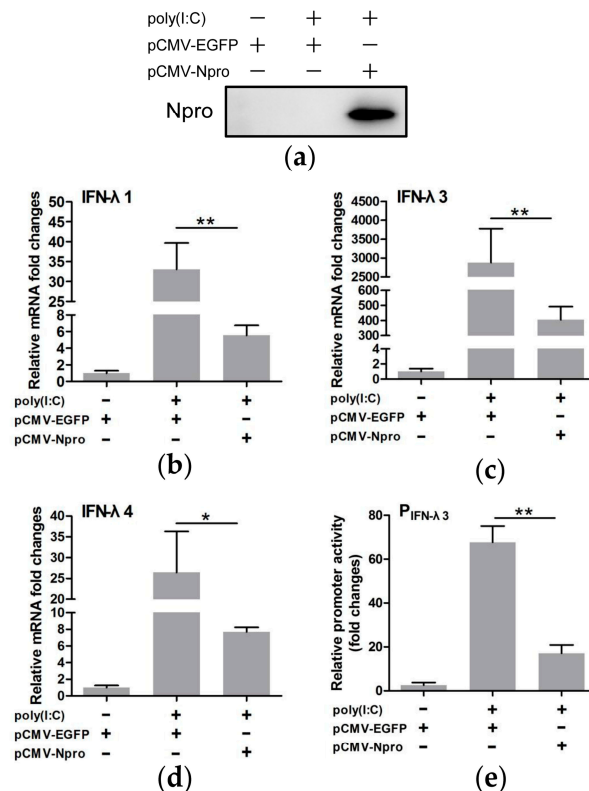 poly(I:C) − + +
pCMV-EGFP + + −
pCMV-Npro − − +
Npro
(a)
IFN-λ 1
Relative mRNA fold changes
50
45
40
35
30
25
8
6
4
2
0
**
poly(I:C) - + +
pCMV-EGFP + + -
pCMV-Npro - - +
(b)
IFN-λ 3
Relative mRNA fold changes
4500
4000
3500
3000
2500
600
500
400
300
4
2
0
**
poly(I:C) - + +
pCMV-EGFP + + -
pCMV-Npro - - +
(c)
IFN-λ 4
Relative mRNA fold changes
40
35
30
25
20
10
8
6
4
2
0
*
poly(I:C) - + +
pCMV-EGFP + + -
pCMV-Npro - - +
(d)
PIFN-λ 3
Relative promoter activity
(fold changes)
80
60
40
20
0
**
poly(I:C) - + +
pCMV-EGFP + + -
pCMV-Npro - - +
(e)